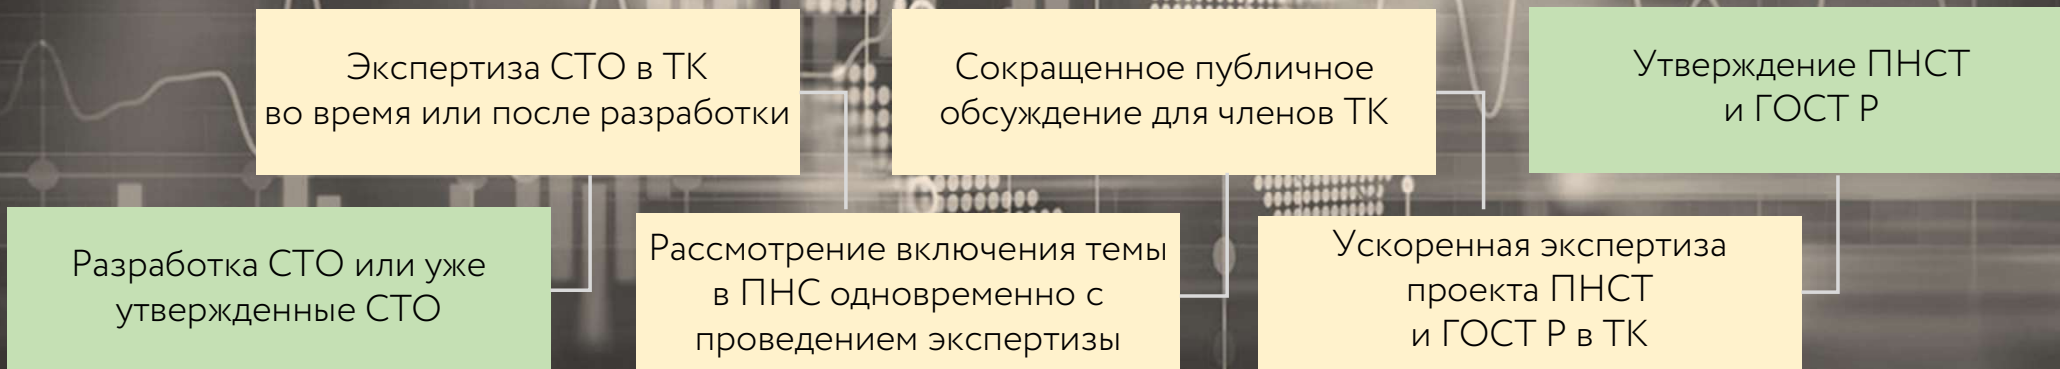 Разработка СТО или уже
утвержденные СТО
Экспертиза СТО в ТК
во время или после разработки
Рассмотрение включения темы
в ПНС одновременно с
проведением экспертизы
Сокращенное публичное
обсуждение для членов ТК
Ускоренная экспертиза
проекта ПНСТ
и ГОСТ Р в ТК
Утверждение ПНСТ
и ГОСТ Р